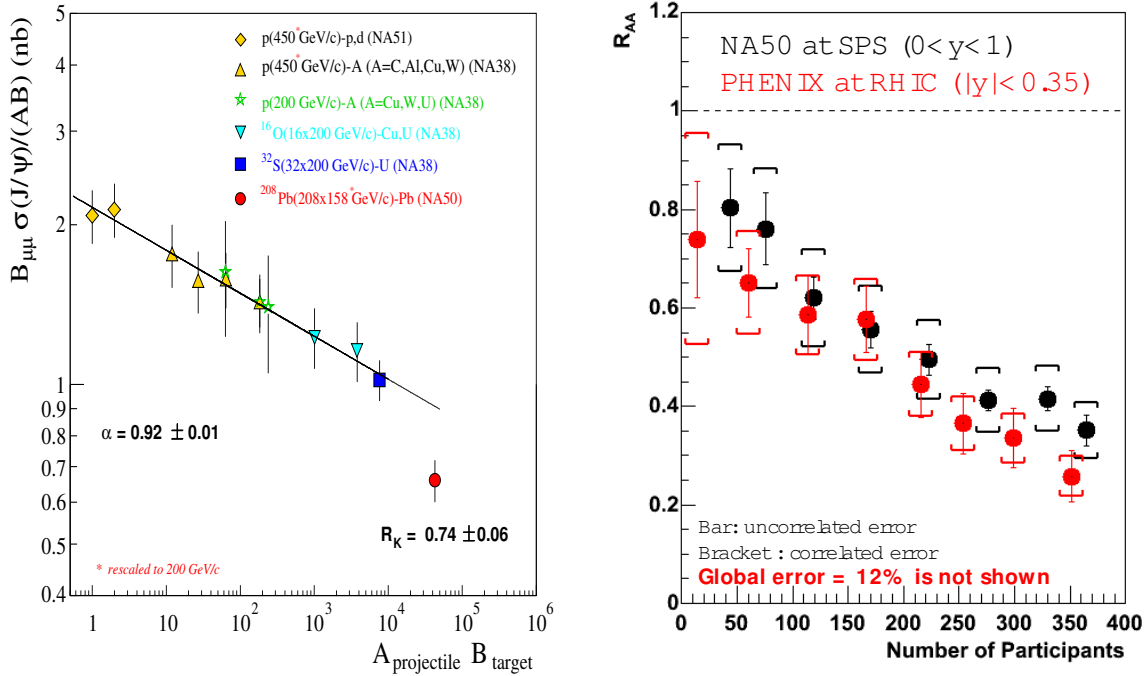 B_μμ σ(J/ψ)/(AB) (nb)
5
4
3
2
1
0.9
0.8
0.7
0.6
0.5
0.4
p(450*GeV/c)-p,d (NA51)
p(450*GeV/c)-A (A=C,Al,Cu,W) (NA38)
p(200 GeV/c)-A (A=Cu,W,U) (NA38)
¹⁶O(16x200 GeV/c)-Cu,U (NA38)
³²S(32x200 GeV/c)-U (NA38)
²⁰⁸Pb(208x158*GeV/c)-Pb (NA50)
α = 0.92 ± 0.01
R_K = 0.74 ± 0.06
* rescaled to 200 GeV/c
1 10 10² 10³ 10⁴ 10⁵ 10⁶
A_projectile B_target
R_AA
1.2
1
0.8
0.6
0.4
0.2
0
NA50 at SPS (0<y<1)
PHENIX at RHIC (|y|<0.35)
Bar: uncorrelated error
Bracket : correlated error
Global error = 12% is not shown
0 50 100 150 200 250 300 350 400
Number of Participants